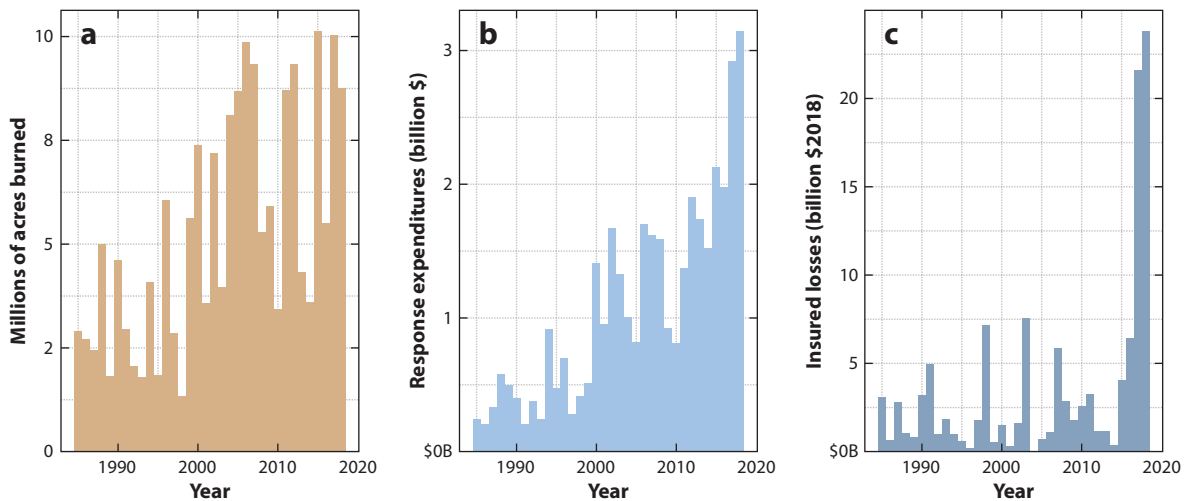 a
Millions of acres burned
10
8
5
2
0
1990
2000
2010
2020
Year
b
Response expenditures (billion $)
3
2
1
$0B
1990
2000
2010
2020
Year
c
Insured losses (billion $2018)
20
15
10
5
$0B
1990
2000
2010
2020
Year